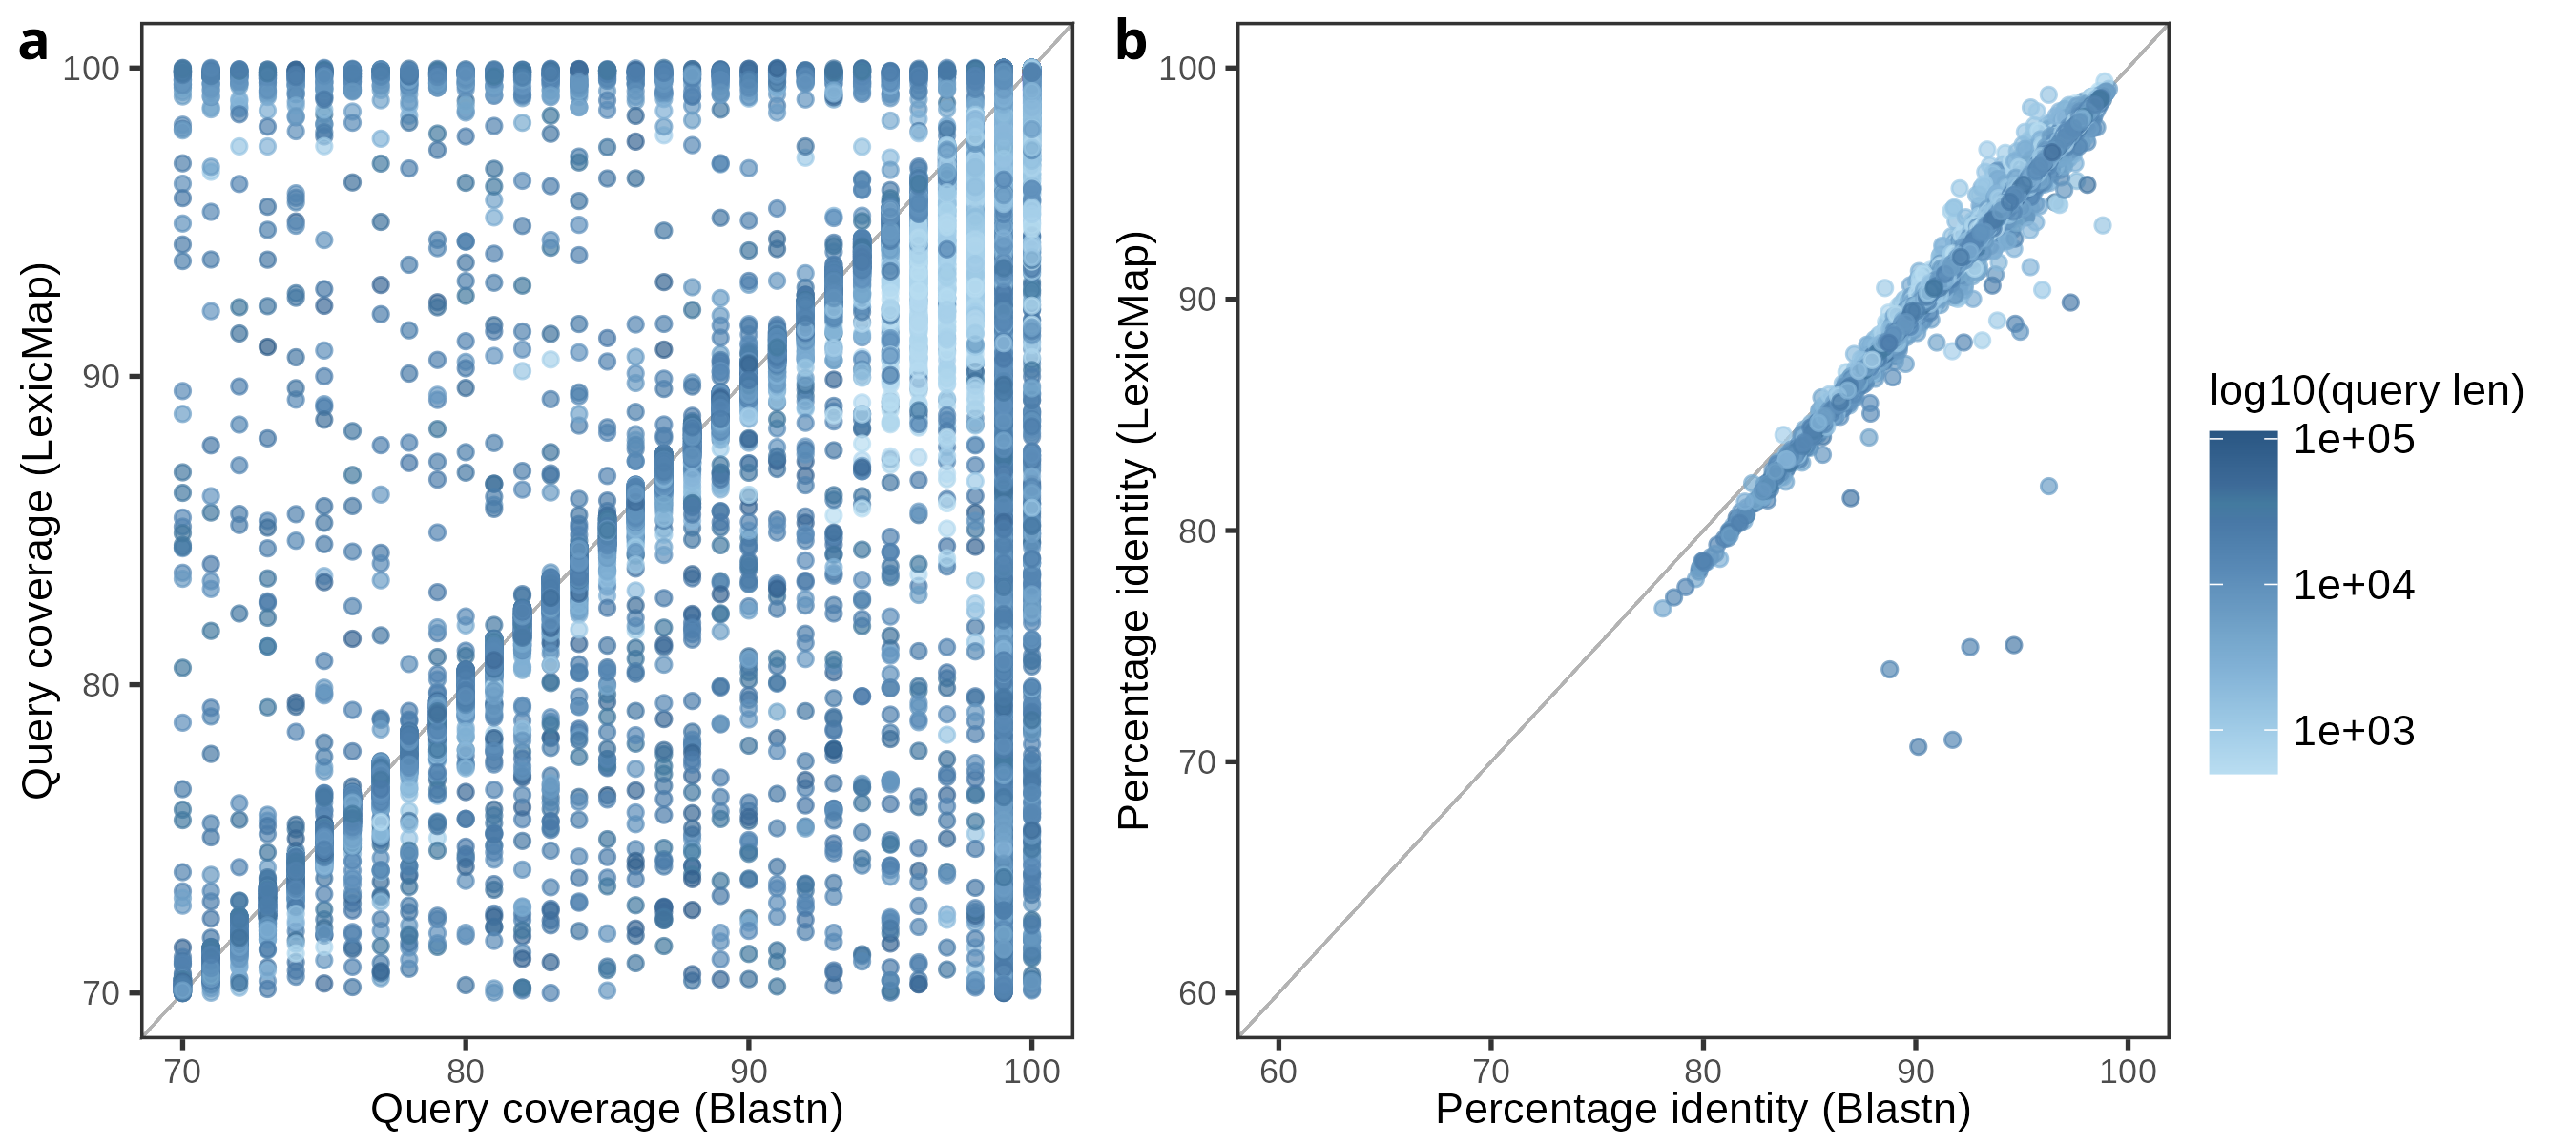 a
100
90
80
70
Query coverage (LexicMap)
70
80
90
100
Query coverage (Blastn)
b
100
90
80
70
60
Percentage identity (LexicMap)
60
70
80
90
100
Percentage identity (Blastn)
log10(query len)
1e+05
1e+04
1e+03